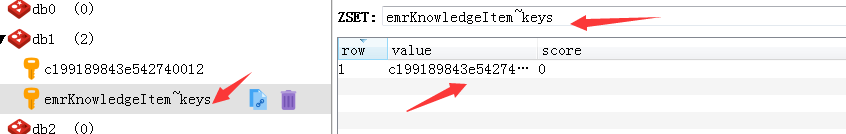 db0 (0)
db1 (2)
c199189843e542740012
emrKnowledgeItem~keys
db2 (0)
ZSET: emrKnowledgeItem~keys
row value score
1 c199189843e54274… 0